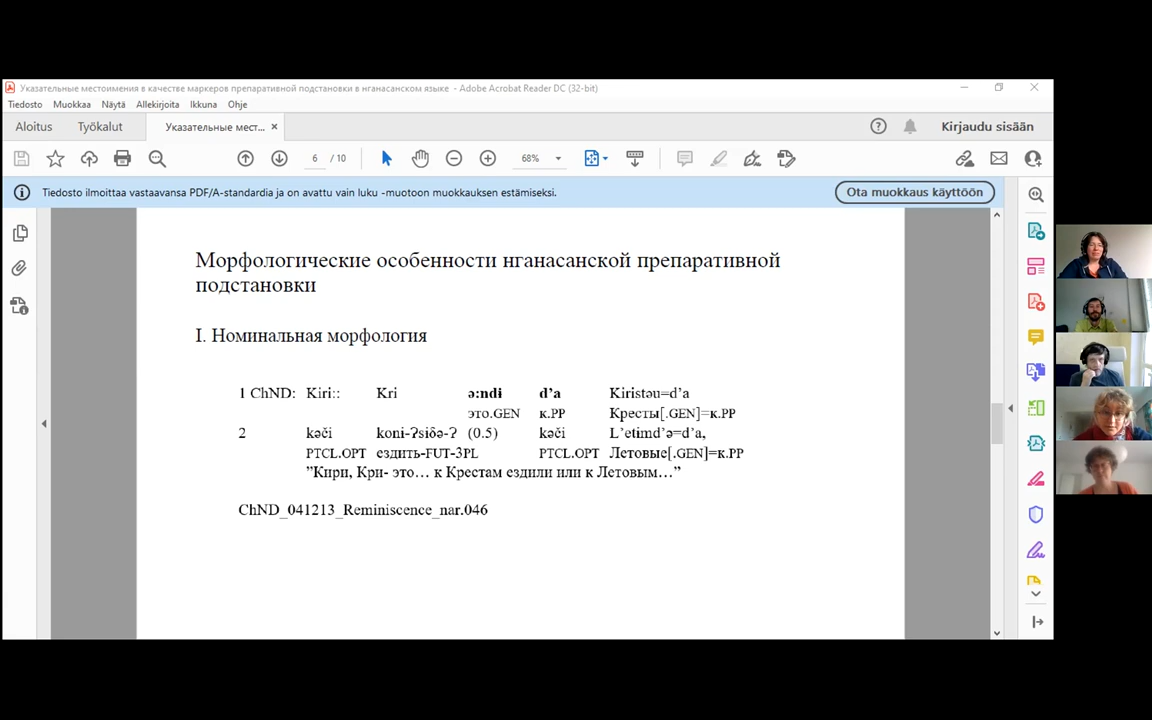 Указательные местоимения в качестве маркеров препаративной подстановки в нганасанском языке - Adobe Acrobat Reader DC (32-bit)
Tiedosto Muokkaa Näytä Allekirjoita Ikkuna Ohje
Aloitus Työkalut Указательные мест... × Kirjaudu sisään
6 / 10 68%
Tiedosto ilmoittaa vastaavansa PDF/A-standardia ja on avattu vain luku -muotoon muokkauksen estämiseksi. Ota muokkaus käyttöön
Морфологические особенности нганасанской препаративной
подстановки
I. Номинальная морфология
1 ChND: Kiri:: Kri ə:ndɨ d’a Kiristəu=d’a
это.GEN к.PP Кресты[.GEN]=к.PP
2 kəči koni-ʔsiðə-ʔ (0.5) kəči L’etimd’ə=d’a,
PTCL.OPT ездить-FUT-3PL PTCL.OPT Летовые[.GEN]=к.PP
”Кири, Кри- это… к Крестам ездили или к Летовым…”
ChND_041213_Reminiscence_nar.046